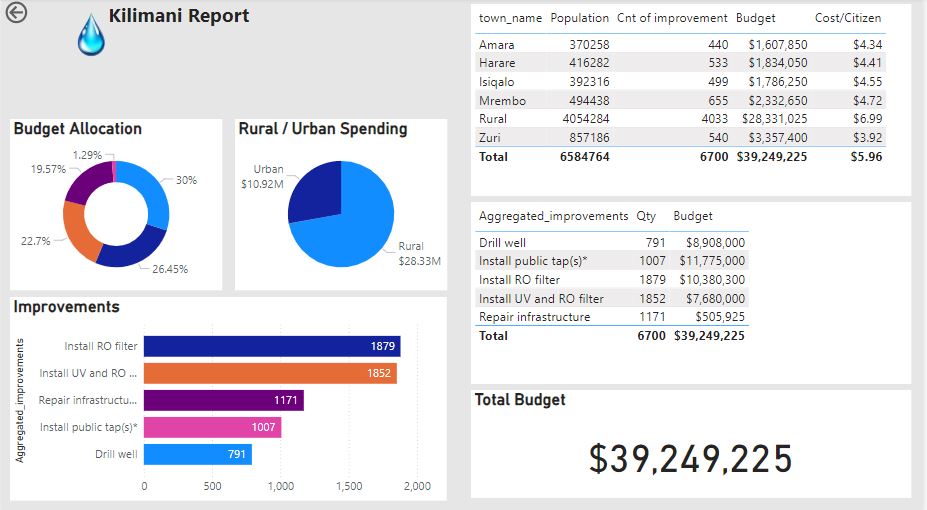 Kilimani Report
Budget Allocation
1.29%
19.57%
30%
22.7%
26.45%
Rural / Urban Spending
Urban
$10.92M
Rural
$28.33M
Improvements
Aggregated_improvements
Install RO filter 1879
Install UV and RO ... 1852
Repair infrastructu... 1171
Install public tap(s)* 1007
Drill well 791
0 500 1,000 1,500 2,000
town_name Population Cnt of improvement Budget Cost/Citizen
Amara 370258 440 $1,607,850 $4.34
Harare 416282 533 $1,834,050 $4.41
Isiqalo 392316 499 $1,786,250 $4.55
Mrembo 494438 655 $2,332,650 $4.72
Rural 4054284 4033 $28,331,025 $6.99
Zuri 857186 540 $3,357,400 $3.92
Total 6584764 6700 $39,249,225 $5.96
Aggregated_improvements Qty Budget
Drill well 791 $8,908,000
Install public tap(s)* 1007 $11,775,000
Install RO filter 1879 $10,380,300
Install UV and RO filter 1852 $7,680,000
Repair infrastructure 1171 $505,925
Total 6700 $39,249,225
Total Budget
$39,249,225